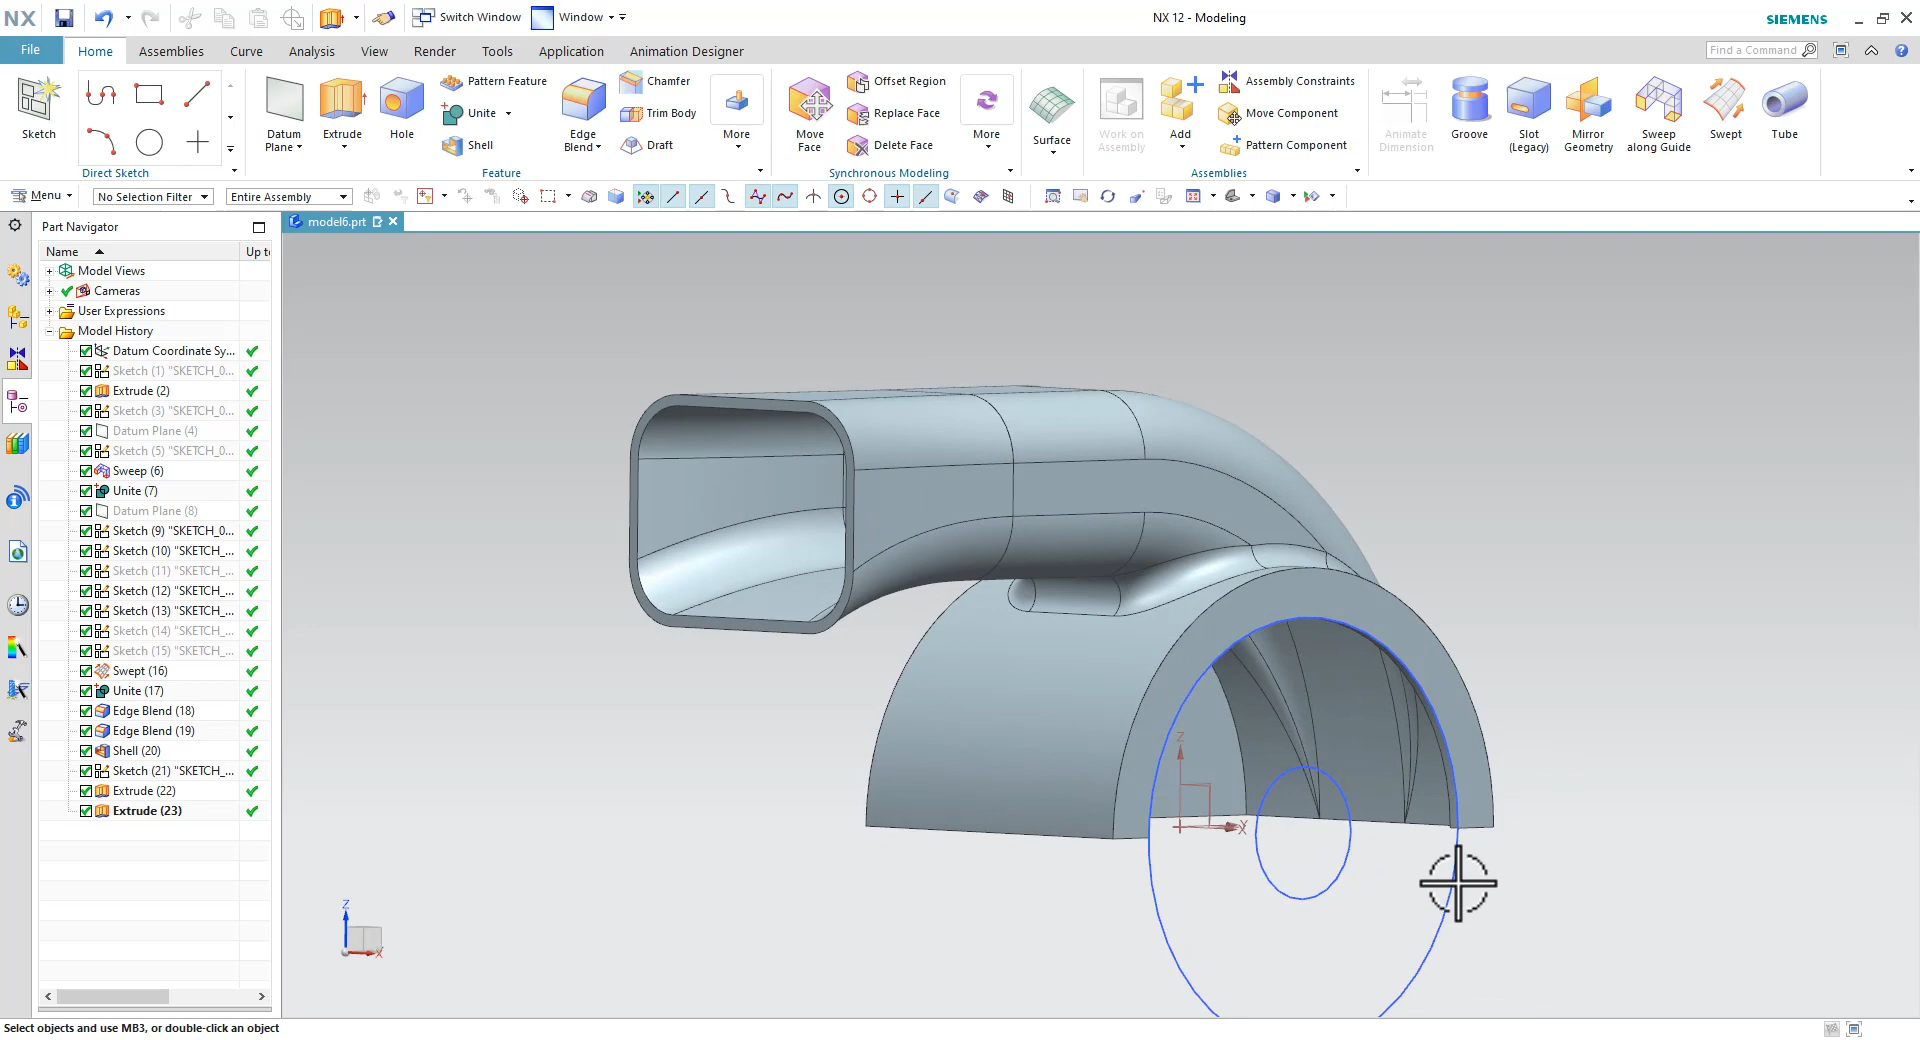 NX
Switch Window
Window
NX 12 - Modeling
SIEMENS
File
Home
Assemblies
Curve
Analysis
View
Render
Tools
Application
Animation Designer
Find a Command
Sketch
Direct Sketch
Datum
Plane
Extrude
Hole
Pattern Feature
Unite
Shell
Edge
Blend
Chamfer
Trim Body
Draft
More
Feature
Move
Face
Offset Region
Replace Face
Delete Face
More
Synchronous Modeling
Surface
Work on
Assembly
Add
Assembly Constraints
Move Component
Pattern Component
Assemblies
Animate
Dimension
Groove
Slot
(Legacy)
Mirror
Geometry
Sweep
along Guide
Swept
Tube
Menu
No Selection Filter
Entire Assembly
Part Navigator
model6.prt
Name
Up t
Model Views
Cameras
User Expressions
Model History
Datum Coordinate Sy...
Sketch (1) "SKETCH_0...
Extrude (2)
Sketch (3) "SKETCH_0...
Datum Plane (4)
Sketch (5) "SKETCH_0...
Sweep (6)
Unite (7)
Datum Plane (8)
Sketch (9) "SKETCH_0...
Sketch (10) "SKETCH_...
Sketch (11) "SKETCH_...
Sketch (12) "SKETCH_...
Sketch (13) "SKETCH_...
Sketch (14) "SKETCH_...
Sketch (15) "SKETCH_...
Swept (16)
Unite (17)
Edge Blend (18)
Edge Blend (19)
Shell (20)
Sketch (21) "SKETCH_...
Extrude (22)
Extrude (23)
Z
X
Z
X
Select objects and use MB3, or double-click an object